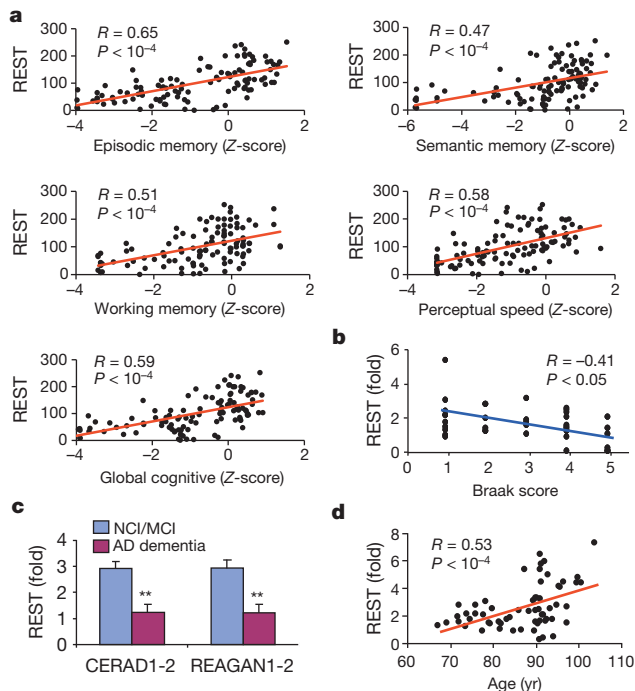 a
R = 0.65
P < 10⁻⁴
REST
300
200
100
0
−4
−2
0
2
Episodic memory (Z-score)
R = 0.47
P < 10⁻⁴
REST
300
200
100
0
−6
−4
−2
0
2
Semantic memory (Z-score)
R = 0.51
P < 10⁻⁴
REST
300
200
100
0
−4
−2
0
2
Working memory (Z-score)
R = 0.58
P < 10⁻⁴
REST
300
200
100
0
−4
−2
0
2
Perceptual speed (Z-score)
R = 0.59
P < 10⁻⁴
REST
300
200
100
0
−4
−2
0
2
Global cognitive (Z-score)
b
R = −0.41
P < 0.05
REST (fold)
6
4
2
0
0
1
2
3
4
5
Braak score
c
NCI/MCI
AD dementia
REST (fold)
4
3
2
1
0
**
**
CERAD1-2
REAGAN1-2
d
R = 0.53
P < 10⁻⁴
REST (fold)
8
6
4
2
0
60
70
80
90
100
110
Age (yr)